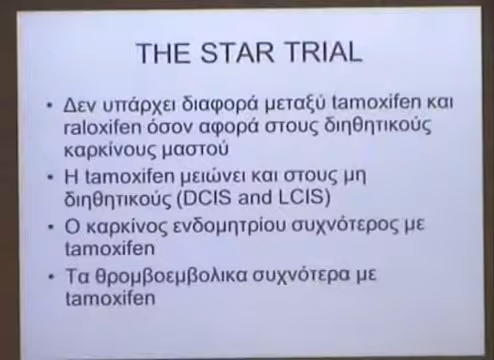 THE STAR TRIAL
• Δεν υπάρχει διαφορά μεταξύ tamoxifen και
raloxifen όσον αφορά στους διηθητικούς
καρκίνους μαστού
• Η tamoxifen μειώνει και στους μη
διηθητικούς (DCIS and LCIS)
• Ο καρκίνος ενδομητρίου συχνότερος με
tamoxifen
• Τα θρομβοεμβολικα συχνότερα με
tamoxifen